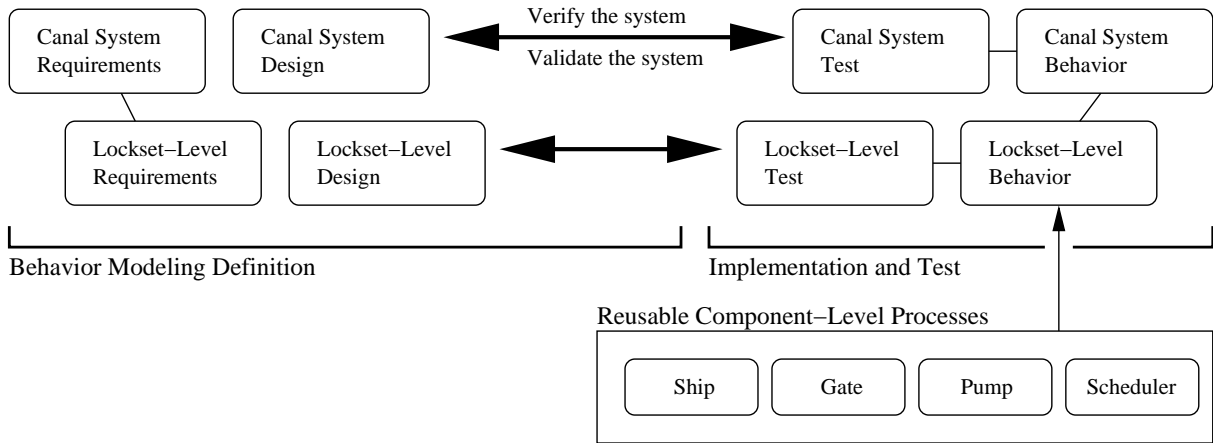 Verify the system
Canal System
Requirements
Canal System
Design
Validate the system
Canal System
Test
Canal System
Behavior
Lockset−Level
Requirements
Lockset−Level
Design
Lockset−Level
Test
Lockset−Level
Behavior
Behavior Modeling Definition
Implementation and Test
Reusable Component−Level Processes
Ship
Gate
Pump
Scheduler